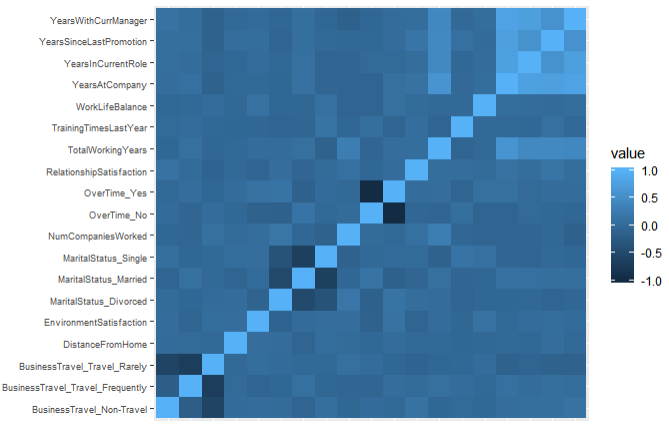 YearsWithCurrManager
YearsSinceLastPromotion
YearsInCurrentRole
YearsAtCompany
WorkLifeBalance
TrainingTimesLastYear
TotalWorkingYears
RelationshipSatisfaction
OverTime_Yes
OverTime_No
NumCompaniesWorked
MaritalStatus_Single
MaritalStatus_Married
MaritalStatus_Divorced
EnvironmentSatisfaction
DistanceFromHome
BusinessTravel_Travel_Rarely
BusinessTravel_Travel_Frequently
BusinessTravel_Non-Travel
value
1.0
0.5
0.0
-0.5
-1.0